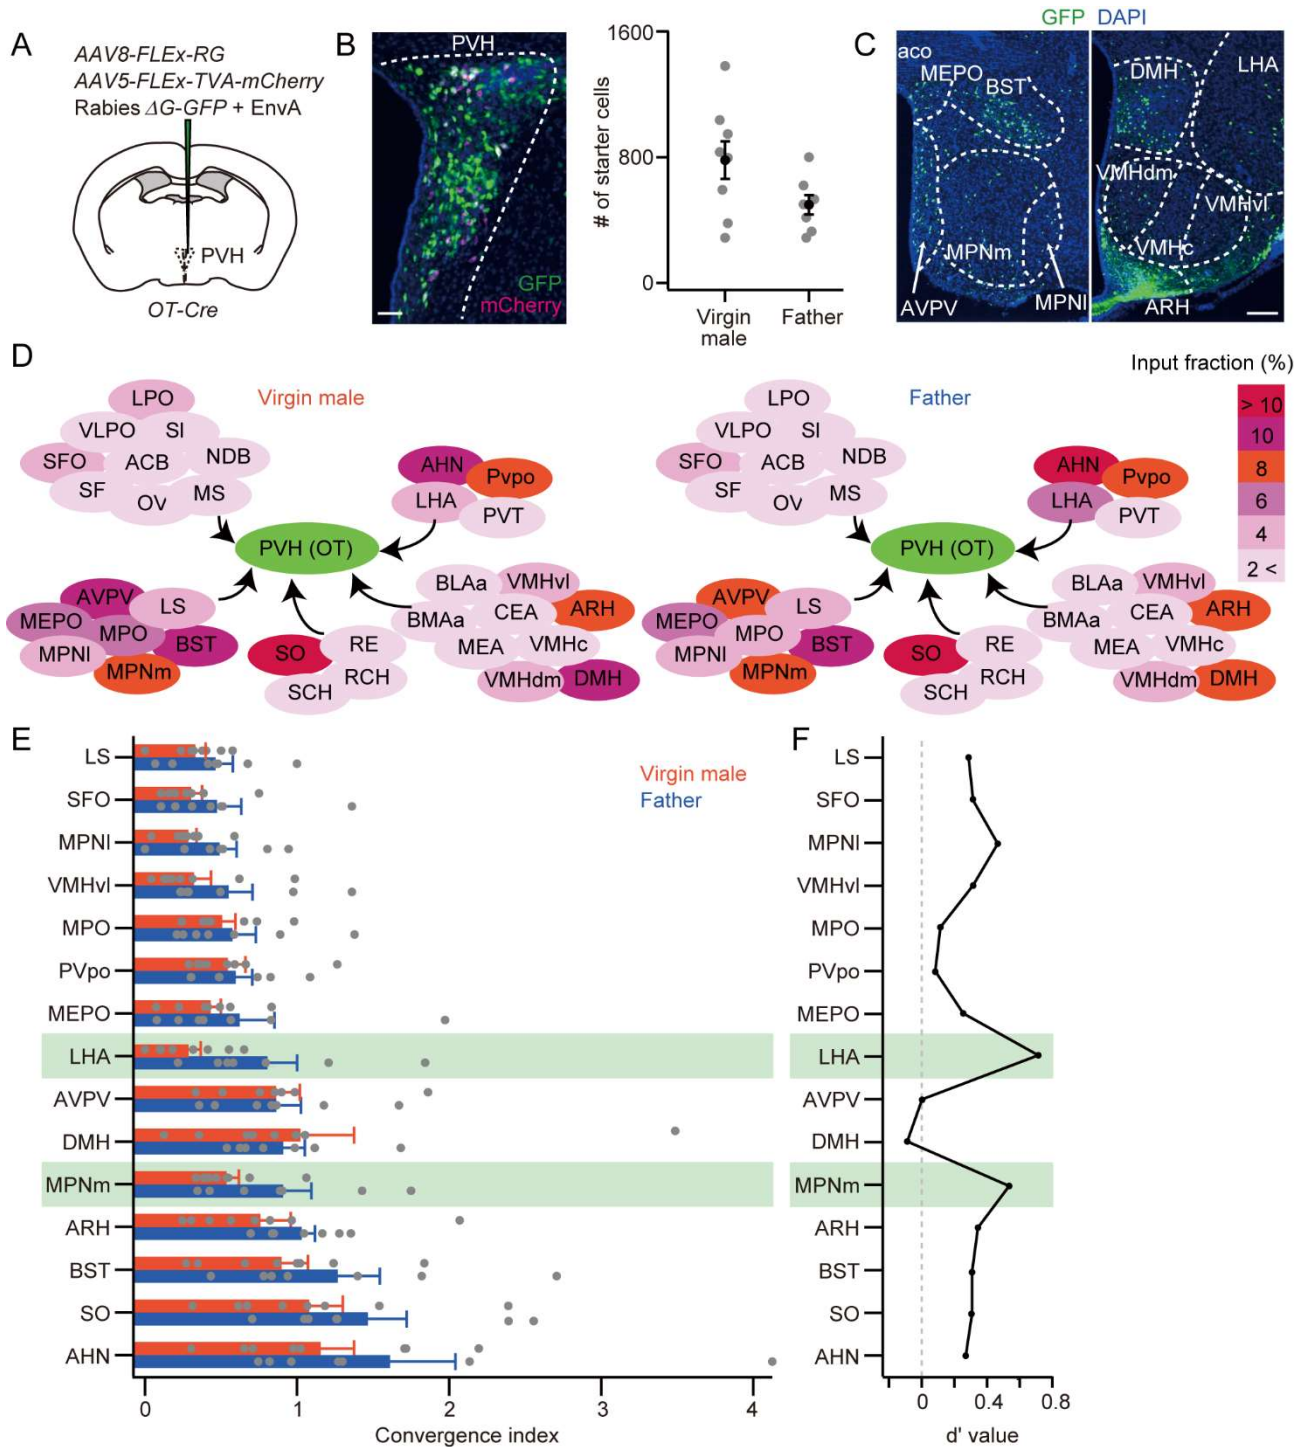 A
AAV8-FLEx-RG
AAV5-FLEx-TVA-mCherry
Rabies ΔG-GFP + EnvA
PVH
OT-Cre
B
PVH
GFP
mCherry
# of starter cells
1600
800
0
Virgin male
Father
C
GFP DAPI
aco
MEPO
BST
AVPV
MPNm
MPNl
DMH
LHA
VMHdm
VMHvl
VMHc
ARH
D
Virgin male
LPO
VLPO
SI
SFO
ACB
NDB
SF
OV
MS
AHN
Pvpo
LHA
PVT
PVH (OT)
AVPV
LS
MEPO
MPO
BST
MPNl
MPNm
SO
RE
SCH
RCH
BLAa
VMHvl
BMAa
CEA
ARH
MEA
VMHc
VMHdm
DMH
Father
LPO
VLPO
SI
SFO
ACB
NDB
SF
OV
MS
AHN
Pvpo
LHA
PVT
PVH (OT)
AVPV
LS
MEPO
MPO
BST
MPNl
MPNm
SO
RE
SCH
RCH
BLAa
VMHvl
BMAa
CEA
ARH
MEA
VMHc
VMHdm
DMH
Input fraction (%)
> 10
10
8
6
4
2 <
E
Virgin male
Father
LS
SFO
MPNl
VMHvl
MPO
PVpo
MEPO
LHA
AVPV
DMH
MPNm
ARH
BST
SO
AHN
0 1 2 3 4
Convergence index
F
LS
SFO
MPNl
VMHvl
MPO
PVpo
MEPO
LHA
AVPV
DMH
MPNm
ARH
BST
SO
AHN
0 0.4 0.8
d' value